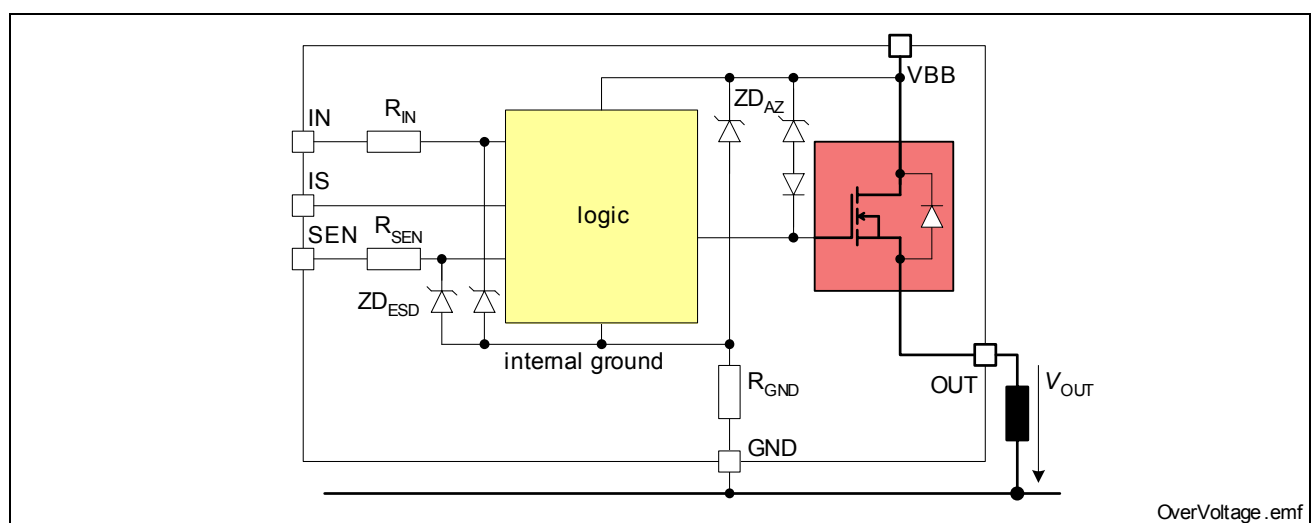 VBB
ZDAZ
IN
RIN
IS
logic
SEN
RSEN
ZDESD
internal ground
RGND
OUT
VOUT
GND
OverVoltage.emf